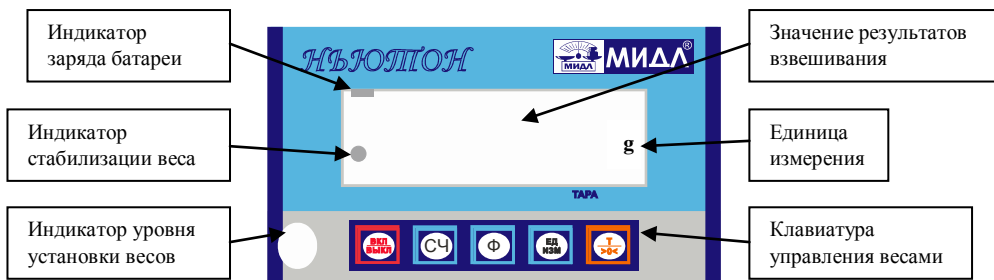 Индикатор
заряда батареи
Значение результатов
взвешивания
НЬЮТОН
МИДЛ
МИДЛ®
Индикатор
стабилизации веса
g
Единица
измерения
ТАРА
Индикатор уровня
установки весов
ВКЛ
ВЫКЛ
СЧ
Ф
ЕД
ИЗМ
Т
>0<
Клавиатура
управления весами